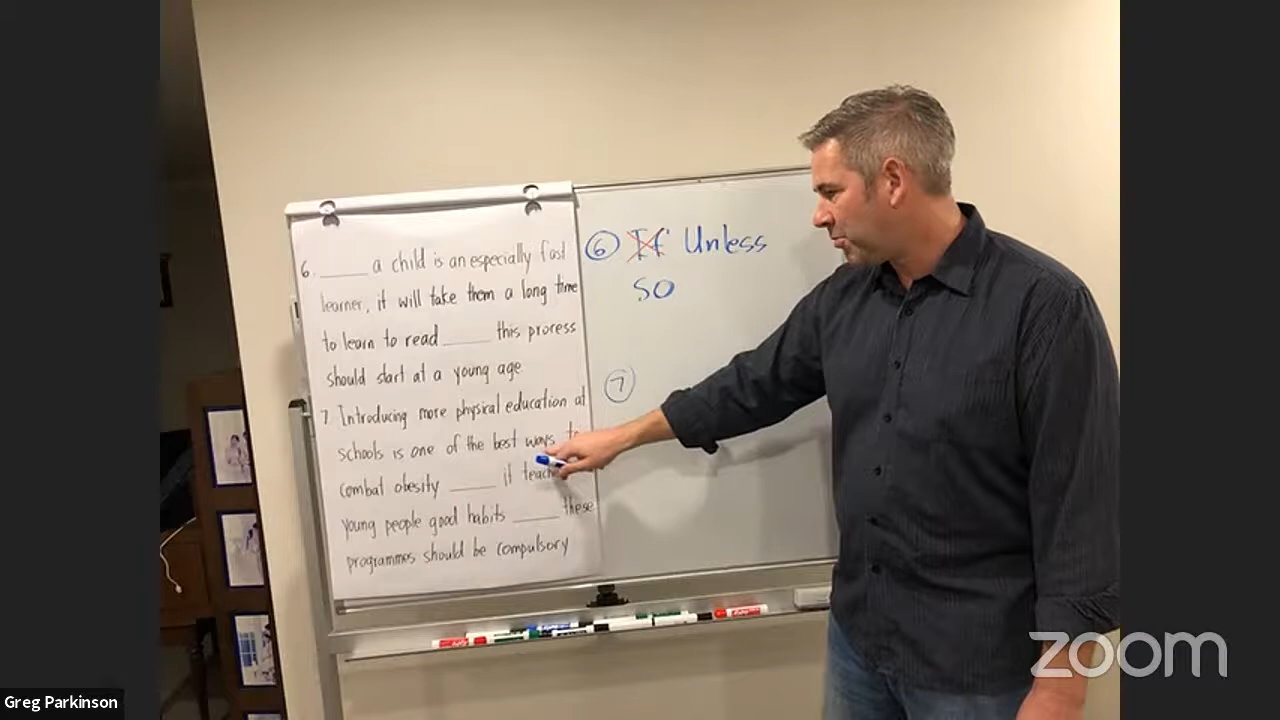 6. _____ a child is an especially fast
learner, it will take them a long time
to learn to read _____ this process
should start at a young age
7. Introducing more physical education at
schools is one of the best ways to
combat obesity _____ it
young people good habits _____ these
programmes should be compulsory
6 If Unless
so
7
Greg Parkinson
zoom